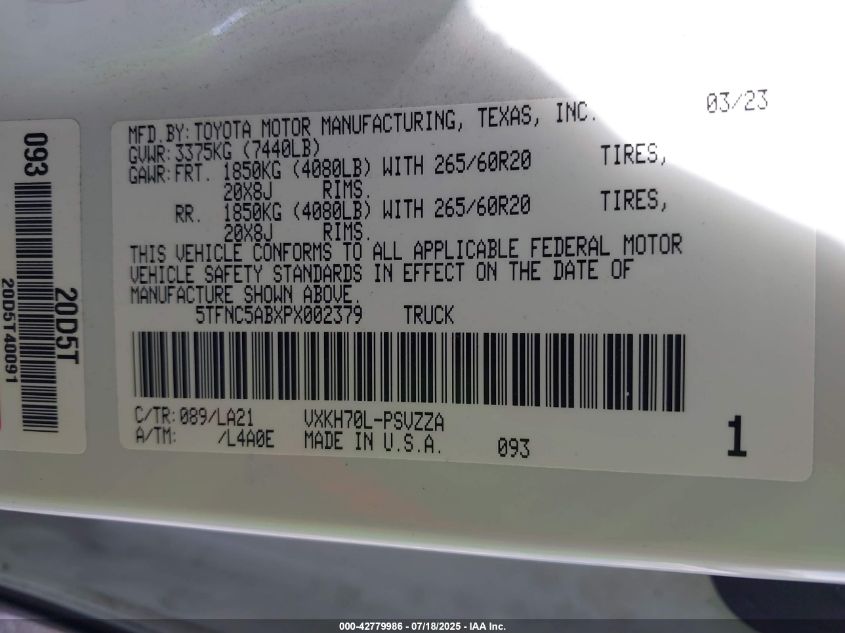 03/23
MFD. BY: TOYOTA MOTOR MANUFACTURING, TEXAS, INC.
GVWR: 3375KG (7440LB)
GAWR: FRT. 1850KG (4080LB) WITH 265/60R20 TIRES,
20X8J RIMS.
RR. 1850KG (4080LB) WITH 265/60R20 TIRES,
20X8J RIMS.
THIS VEHICLE CONFORMS TO ALL APPLICABLE FEDERAL MOTOR
VEHICLE SAFETY STANDARDS IN EFFECT ON THE DATE OF
MANUFACTURE SHOWN ABOVE.
5TFNC5ABXPX002379 TRUCK
C/TR: 089/LA21 VXKH70L-PSVZZA
A/TM: /L4A0E MADE IN U.S.A. 093
1
093
20D5T
20D5T40091
000-42779986 - 07/18/2025 - IAA Inc.